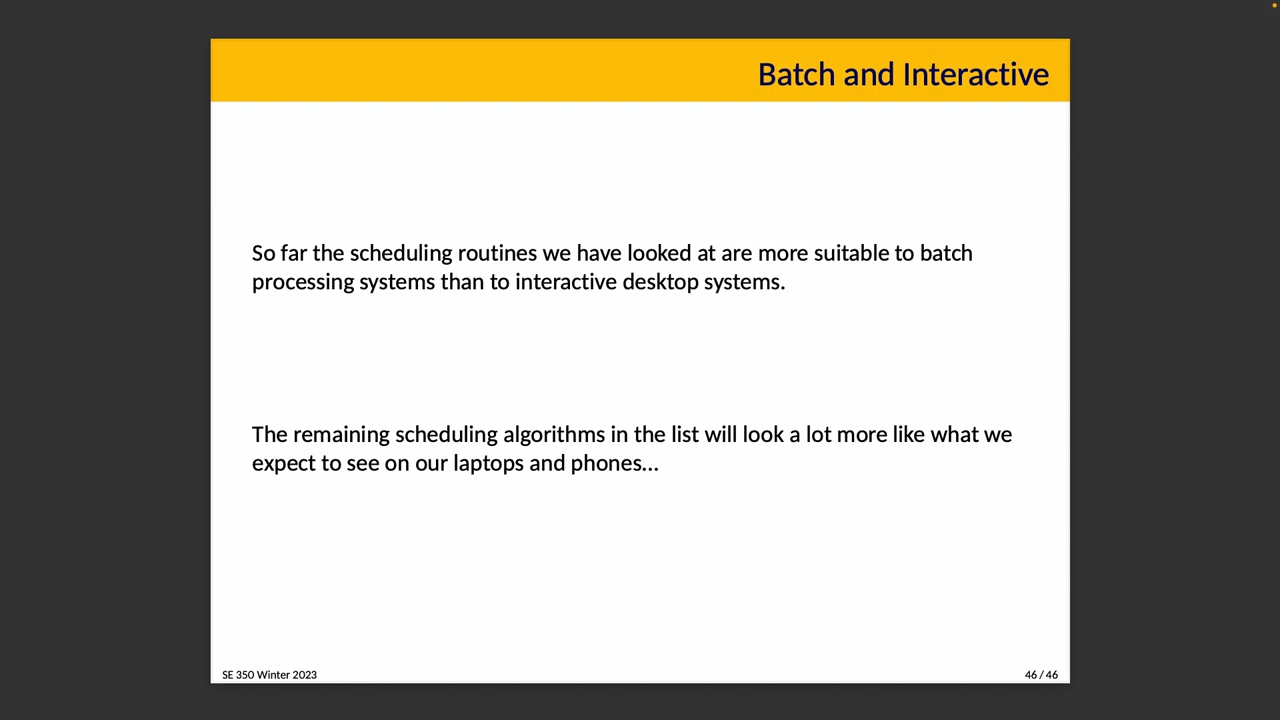 Batch and Interactive
So far the scheduling routines we have looked at are more suitable to batch
processing systems than to interactive desktop systems.
The remaining scheduling algorithms in the list will look a lot more like what we
expect to see on our laptops and phones...
SE 350 Winter 2023
46 / 46